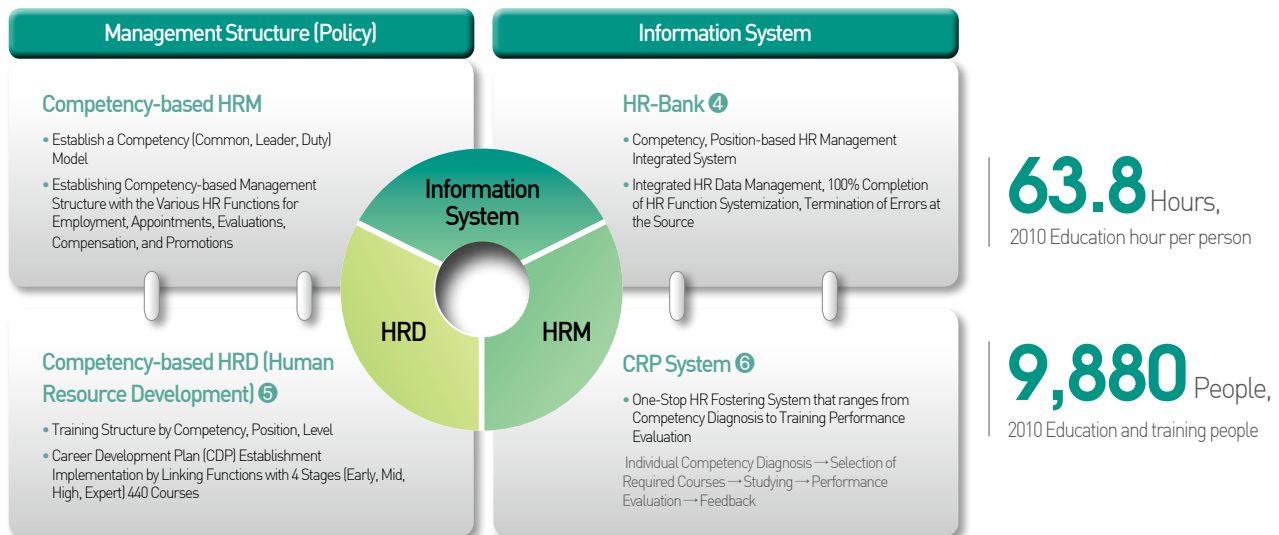 Management Structure (Policy)
Information System
Competency-based HRM
• Establish a Competency (Common, Leader, Duty)
Model
• Establishing Competency-based Management
Structure with the Various HR Functions for
Employment, Appointments, Evaluations,
Compensation, and Promotions
HR-Bank ❹
• Competency, Position-based HR Management
Integrated System
• Integrated HR Data Management, 100% Completion
of HR Function Systemization, Termination of Errors at
the Source
Information
System
HRD
HRM
Competency-based HRD (Human
Resource Development) ❺
• Training Structure by Competency, Position, Level
• Career Development Plan (CDP) Establishment
Implementation by Linking Functions with 4 Stages (Early, Mid,
High, Expert) 440 Courses
CRP System ❻
• One-Stop HR Fostering System that ranges from
Competency Diagnosis to Training Performance
Evaluation
Individual Competency Diagnosis → Selection of
Required Courses → Studying → Performance
Evaluation → Feedback
63.8 Hours,
2010 Education hour per person
9,880 People,
2010 Education and training people